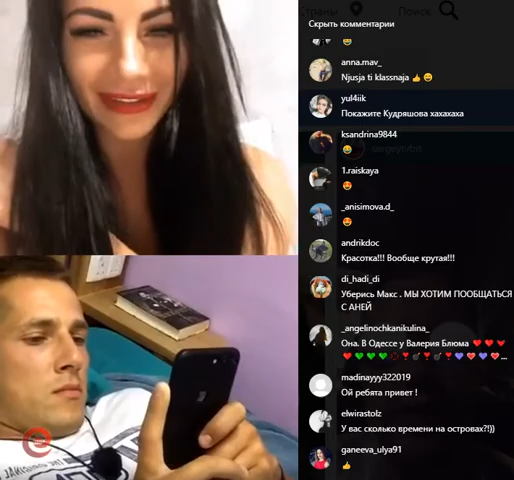 Страны
Поиск
Скрыть комментарии
anna.mav_
Njusja ti klassnaja 👍😄
yul4iik
Покажите Кудряшова хахахаха
ksandrina9844
😂
1.raiskaya
😍
_anisimova.d_
😍
andrikdoc
Красотка!!! Вообще крутая!!!
di_hadi_di
Уберись Макс . МЫ ХОТИМ ПООБЩАТЬСЯ
С АНЕЙ
_angelinochkanikulina_
Она. В Одессе у Валерия Блюма ❤️❤️❤️
madinayyy322019
Ой ребята привет !
elwirastolz
У вас сколько времени на островах?!))
ganeeva_ulya91
👍